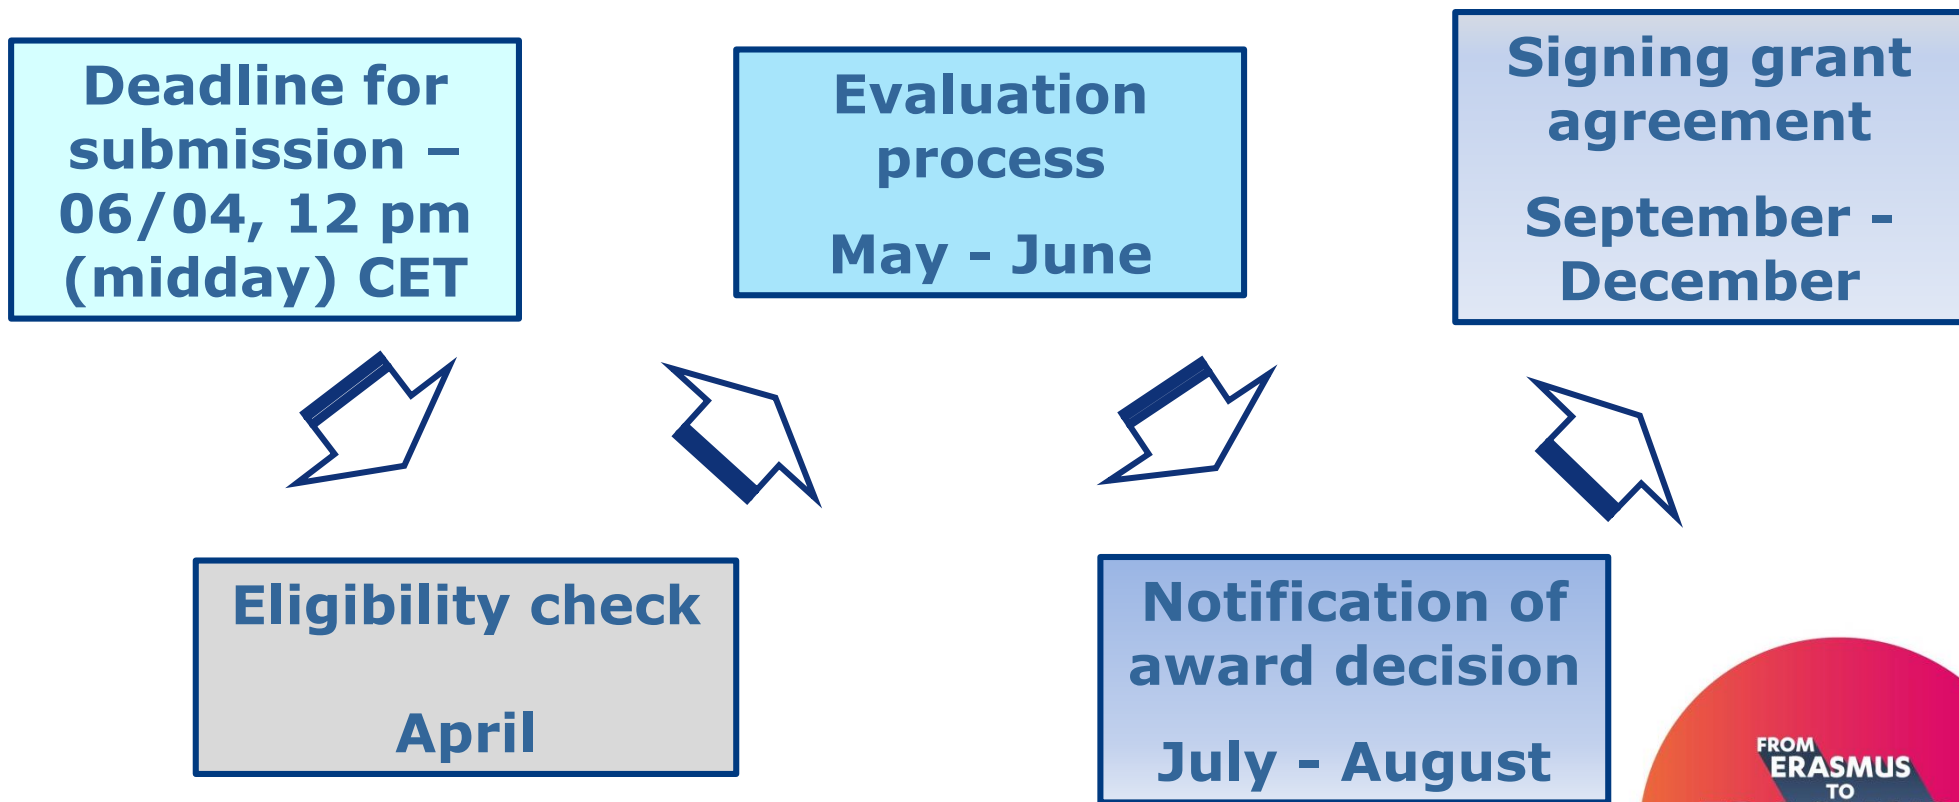 Deadline for
submission –
06/04, 12 pm
(midday) CET
Eligibility check
April
Evaluation
process
May - June
Notification of
award decision
July - August
Signing grant
agreement
September -
December
FROM
ERASMUS
TO